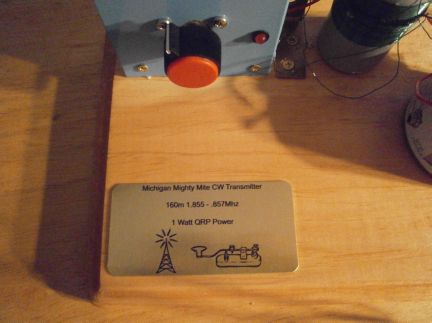 Michigan Mighty Mite CW Transmitter
160m 1.855 - .857Mhz
1 Watt QRP Power